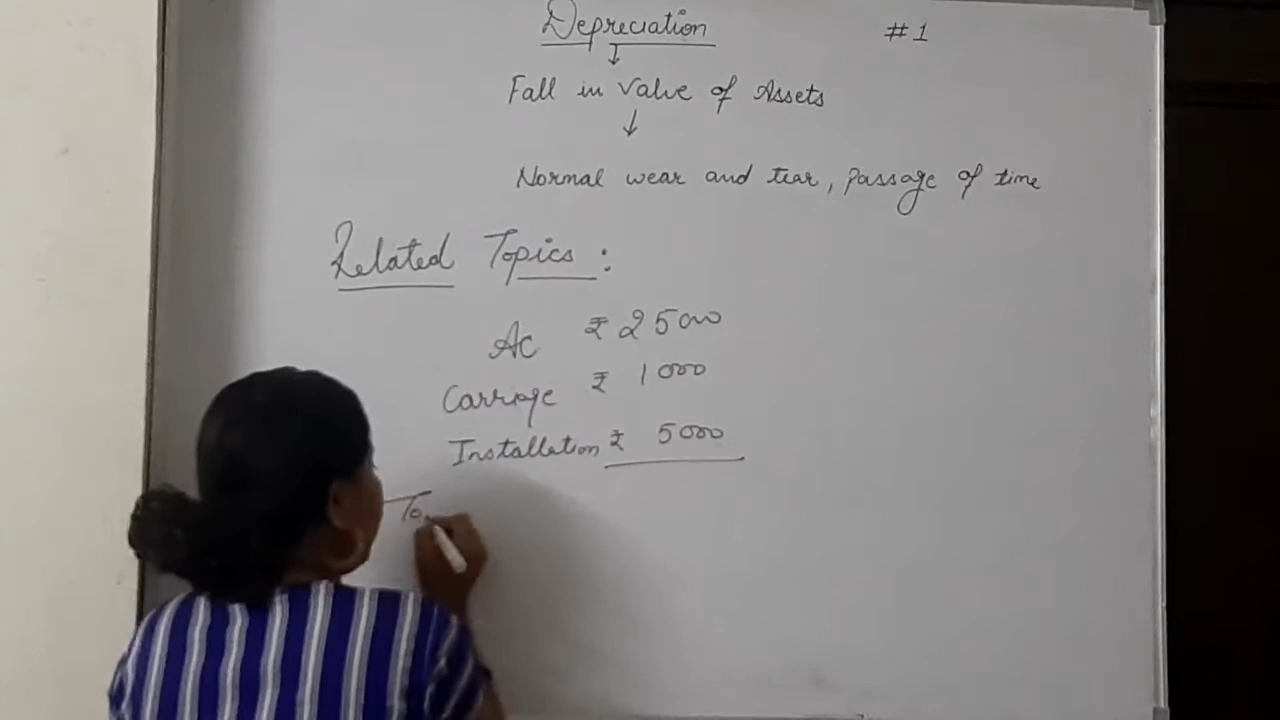 Depreciation #1
↓
Fall in Value of Assets
↓
Normal wear and tear, passage of time
Related Topics :
Ac ₹ 25000
Carriage ₹ 1000
Installation ₹ 5000
To